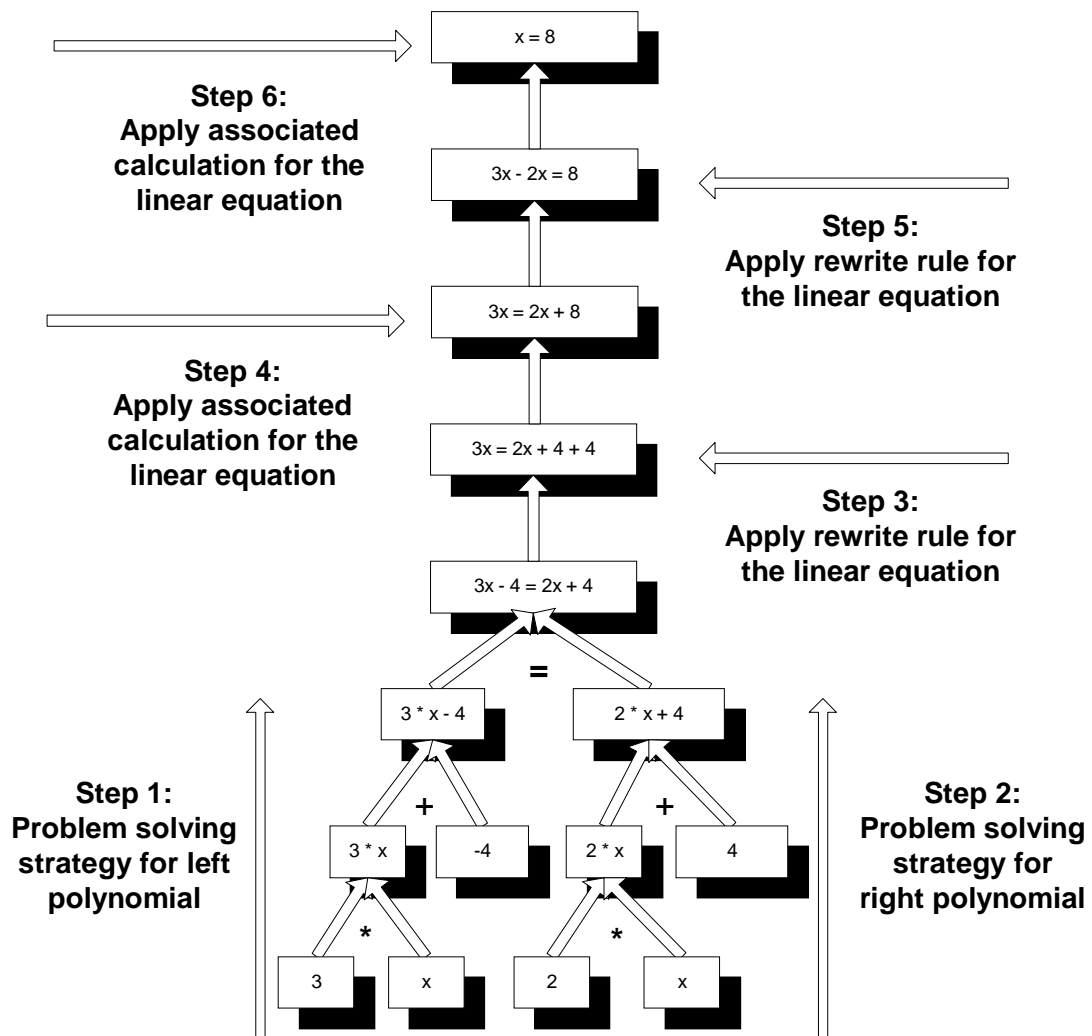 x = 8
Step 6:
Apply associated
calculation for the
linear equation
3x - 2x = 8
Step 5:
Apply rewrite rule for
the linear equation
3x = 2x + 8
Step 4:
Apply associated
calculation for the
linear equation
3x = 2x + 4 + 4
Step 3:
Apply rewrite rule for
the linear equation
3x - 4 = 2x + 4
=
3 * x - 4
2 * x + 4
Step 1:
Problem solving
strategy for left
polynomial
+
+
Step 2:
Problem solving
strategy for
right polynomial
3 * x
-4
2 * x
4
*
*
3
x
2
x